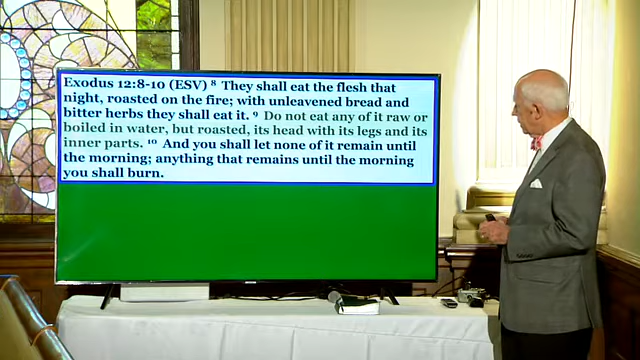 Exodus 12:8-10 (ESV) ⁸ They shall eat the flesh that
night, roasted on the fire; with unleavened bread and
bitter herbs they shall eat it. ⁹ Do not eat any of it raw or
boiled in water, but roasted, its head with its legs and its
inner parts. ¹⁰ And you shall let none of it remain until
the morning; anything that remains until the morning
you shall burn.